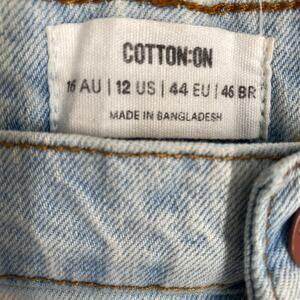 COTTON:ON
16 AU | 12 US | 44 EU | 46 BR
MADE IN BANGLADESH